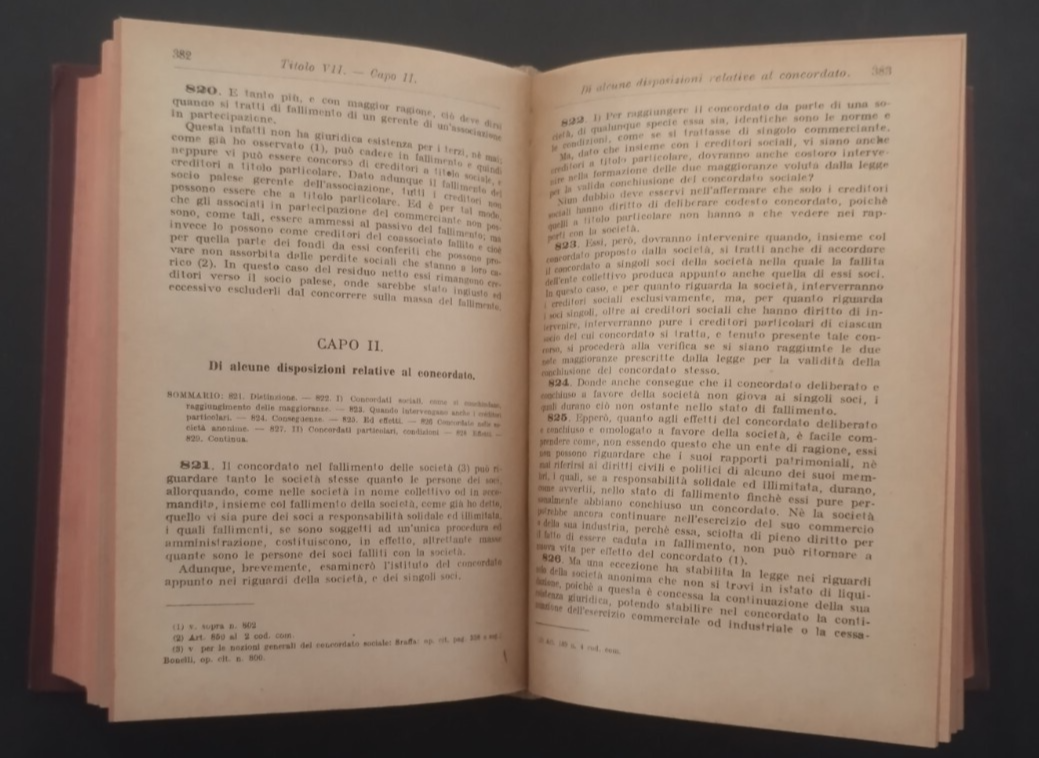 382
Titolo VII. — Capo II.
820. E tanto più, e con maggior ragione, ciò deve dirsi
quando si tratti di fallimento di un gerente di un'associazione
in partecipazione.
Questa infatti non ha giuridica esistenza per i terzi, nè mai,
come già ho osservato (1), può cadere in fallimento e quindi
neppure vi può essere concorso di creditori a titolo sociale, e
creditori a titolo particolare. Dato adunque il fallimento del
socio palese gerente dell'associazione, tutti i creditori non
possono essere che a titolo particolare. Ed è per tal modo,
che gli associati in partecipazione del commerciante non pos-
sono, come tali, essere ammessi al passivo del fallimento; ma
invece lo possono come creditori del coassociato fallito e cioè
per quella parte dei fondi da essi conferiti che possono pro-
vare non assorbita dalle perdite sociali che stanno a loro ca-
rico (2). In questo caso del residuo netto essi rimangono cre-
ditori verso il socio palese, onde sarebbe stato ingiusto ed
eccessivo escluderli dal concorrere sulla massa del fallimento.
CAPO II.
Di alcune disposizioni relative al concordato.
SOMMARIO: 821. Distinzione. — 822. I) Concordati sociali, come si concludano,
raggiungimento delle maggioranze. — 823. Quando intervengano anche i creditori
particolari. — 824. Conseguenze. — 825. Ed effetti. — 826 Concordato nelle so-
cietà anonime. — 827. II) Concordati particolari, condizioni — 828 Effetti —
829. Continua.
821. Il concordato nel fallimento delle società (3) può ri-
guardare tanto le società stesse quanto le persone dei soci,
allorquando, come nelle società in nome collettivo od in acco-
mandita, insieme col fallimento della società, come già ho detto,
quello vi sia pure dei soci a responsabilità solidale ed illimitata,
i quali fallimenti, se sono soggetti ad un'unica procedura ed
amministrazione, costituiscono, in effetto, altrettante masse
quante sono le persone dei soci falliti con la società.
Adunque, brevemente, esaminerò l'istituto del concordato
appunto nei riguardi della società, e dei singoli soci.
(1) v. supra n. 802
(2) Art. 850 al 2 cod. com.
(3) v per le nozioni generali del concordato sociale: Sraffa: op. cit. pag. e seg.;
Bonelli, op. cit. n. 800.
Di alcune disposizioni relative al concordato. 383
822. I) Per raggiungere il concordato da parte di una so-
cietà, di qualunque specie essa sia, identiche sono le norme e
le condizioni, come se si trattasse di singolo commerciante.
Ma, dato che insieme con i creditori sociali, vi siano anche
creditori a titolo particolare, dovranno anche costoro interve-
nire nella formazione delle due maggioranze voluta dalla legge
per la valida conchiusione del concordato sociale?
Niun dubbio deve esservi nell'affermare che solo i creditori
sociali hanno diritto di deliberare codesto concordato, poichè
quelli a titolo particolare non hanno a che vedere nei rap-
porti con la società.
823. Essi, però, dovranno intervenire quando, insieme col
concordato proposto dalla società, si tratti anche di accordare
il concordato a singoli soci della società nella quale la fallita
dell'ente collettivo produca appunto anche quella di essi soci.
In questo caso, e per quanto riguarda la società, interverranno
i creditori sociali esclusivamente, ma, per quanto riguarda
i soci singoli, oltre ai creditori sociali che hanno diritto di in-
tervenire, interverranno pure i creditori particolari di ciascun
socio del cui concordato si tratta, e tenuto presente tale con-
corso, si procederà alla verifica se si siano raggiunte le due
note maggioranze prescritte dalla legge per la validità della
conchiusione del concordato stesso.
824. Donde anche consegue che il concordato deliberato e
conchiuso a favore della società non giova ai singoli soci, i
quali durano ciò non ostante nello stato di fallimento.
825. Epperò, quanto agli effetti del concordato deliberato
e conchiuso e omologato a favore della società, è facile com-
prendere come, non essendo questo che un ente di ragione, essi
non possono riguardare che i suoi rapporti patrimoniali, nè
mai riferirsi ai diritti civili e politici di alcuno dei suoi mem-
bri, i quali, se a responsabilità solidale ed illimitata, durano,
come avvertii, nello stato di fallimento finchè essi pure per-
sonalmente abbiano conchiuso un concordato. Nè la società
potrebbe ancora continuare nell'esercizio del suo commercio
o della sua industria, perchè essa, sciolta di pieno diritto per
il fatto di essere caduta in fallimento, non può ritornare a
nuova vita per effetto del concordato (1).
826. Ma una eccezione ha stabilita la legge nei riguardi
della società anonima che non si trovi in istato di liqui-
dazione, poichè a questa è concessa la continuazione della sua
esistenza giuridica, potendo stabilire nel concordato la conti-
nuazione dell'esercizio commerciale od industriale o la cessa-
(1) Art. 189 n. 4 cod. com.